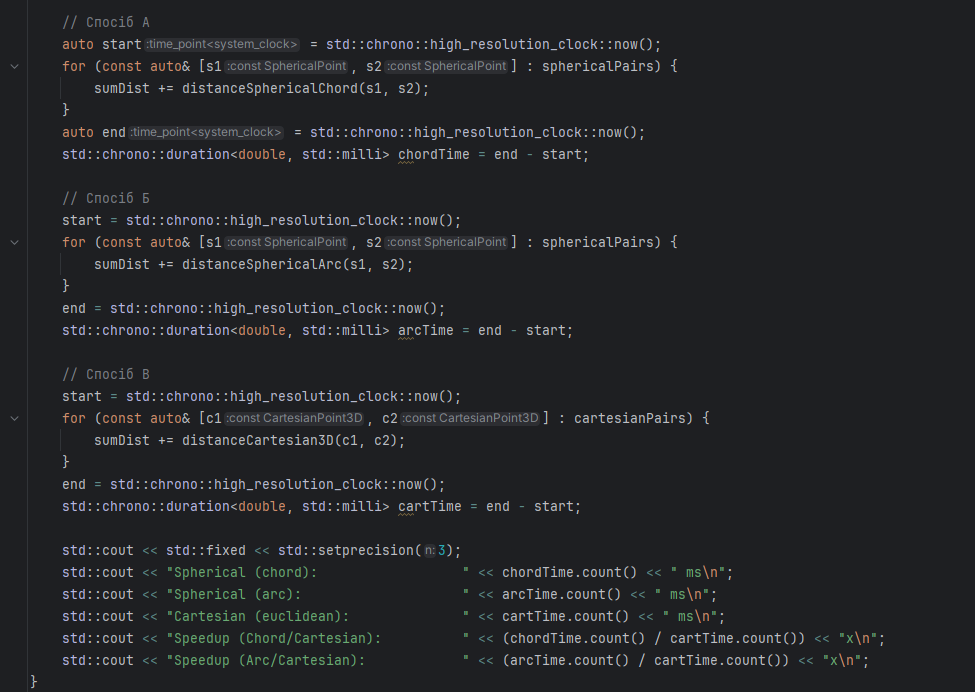 // Спосіб А
auto start :time_point<system_clock> = std::chrono::high_resolution_clock::now();
for (const auto& [s1 :const SphericalPoint , s2 :const SphericalPoint ] : sphericalPairs) {
sumDist += distanceSphericalChord(s1, s2);
}
auto end :time_point<system_clock> = std::chrono::high_resolution_clock::now();
std::chrono::duration<double, std::milli> chordTime = end - start;
// Спосіб Б
start = std::chrono::high_resolution_clock::now();
for (const auto& [s1 :const SphericalPoint , s2 :const SphericalPoint ] : sphericalPairs) {
sumDist += distanceSphericalArc(s1, s2);
}
end = std::chrono::high_resolution_clock::now();
std::chrono::duration<double, std::milli> arcTime = end - start;
// Спосіб В
start = std::chrono::high_resolution_clock::now();
for (const auto& [c1 :const CartesianPoint3D , c2 :const CartesianPoint3D ] : cartesianPairs) {
sumDist += distanceCartesian3D(c1, c2);
}
end = std::chrono::high_resolution_clock::now();
std::chrono::duration<double, std::milli> cartTime = end - start;
std::cout << std::fixed << std::setprecision( n: 3);
std::cout << "Spherical (chord):                  " << chordTime.count() << " ms\n";
std::cout << "Spherical (arc):                    " << arcTime.count() << " ms\n";
std::cout << "Cartesian (euclidean):              " << cartTime.count() << " ms\n";
std::cout << "Speedup (Chord/Cartesian):          " << (chordTime.count() / cartTime.count()) << "x\n";
std::cout << "Speedup (Arc/Cartesian):            " << (arcTime.count() / cartTime.count()) << "x\n";
}